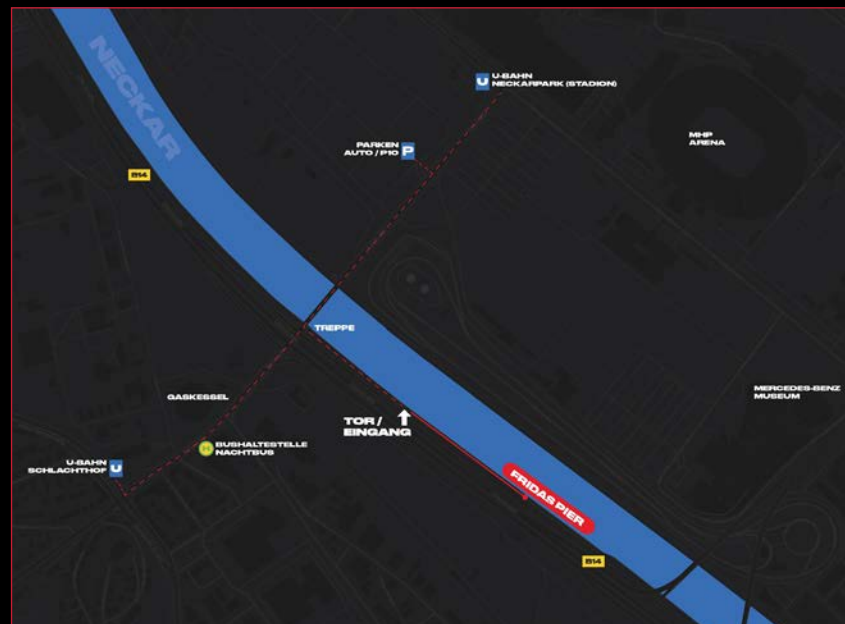 NECKAR
U-BAHN
NECKARPARK (STADION)
PARKEN
AUTO / P10
P
MHP
ARENA
B14
TREPPE
MERCEDES-BENZ
MUSEUM
GASKESSEL
TOR /
EINGANG
H
BUSHALTESTELLE
NACHTBUS
U-BAHN
SCHLACHTHOF
U
FRIDAS PIER
B14